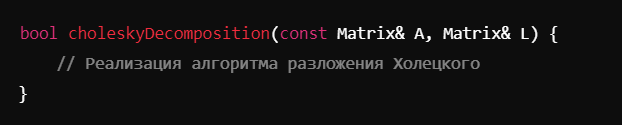 bool choleskyDecomposition(const Matrix& A, Matrix& L) {
    // Реализация алгоритма разложения Холецкого
}